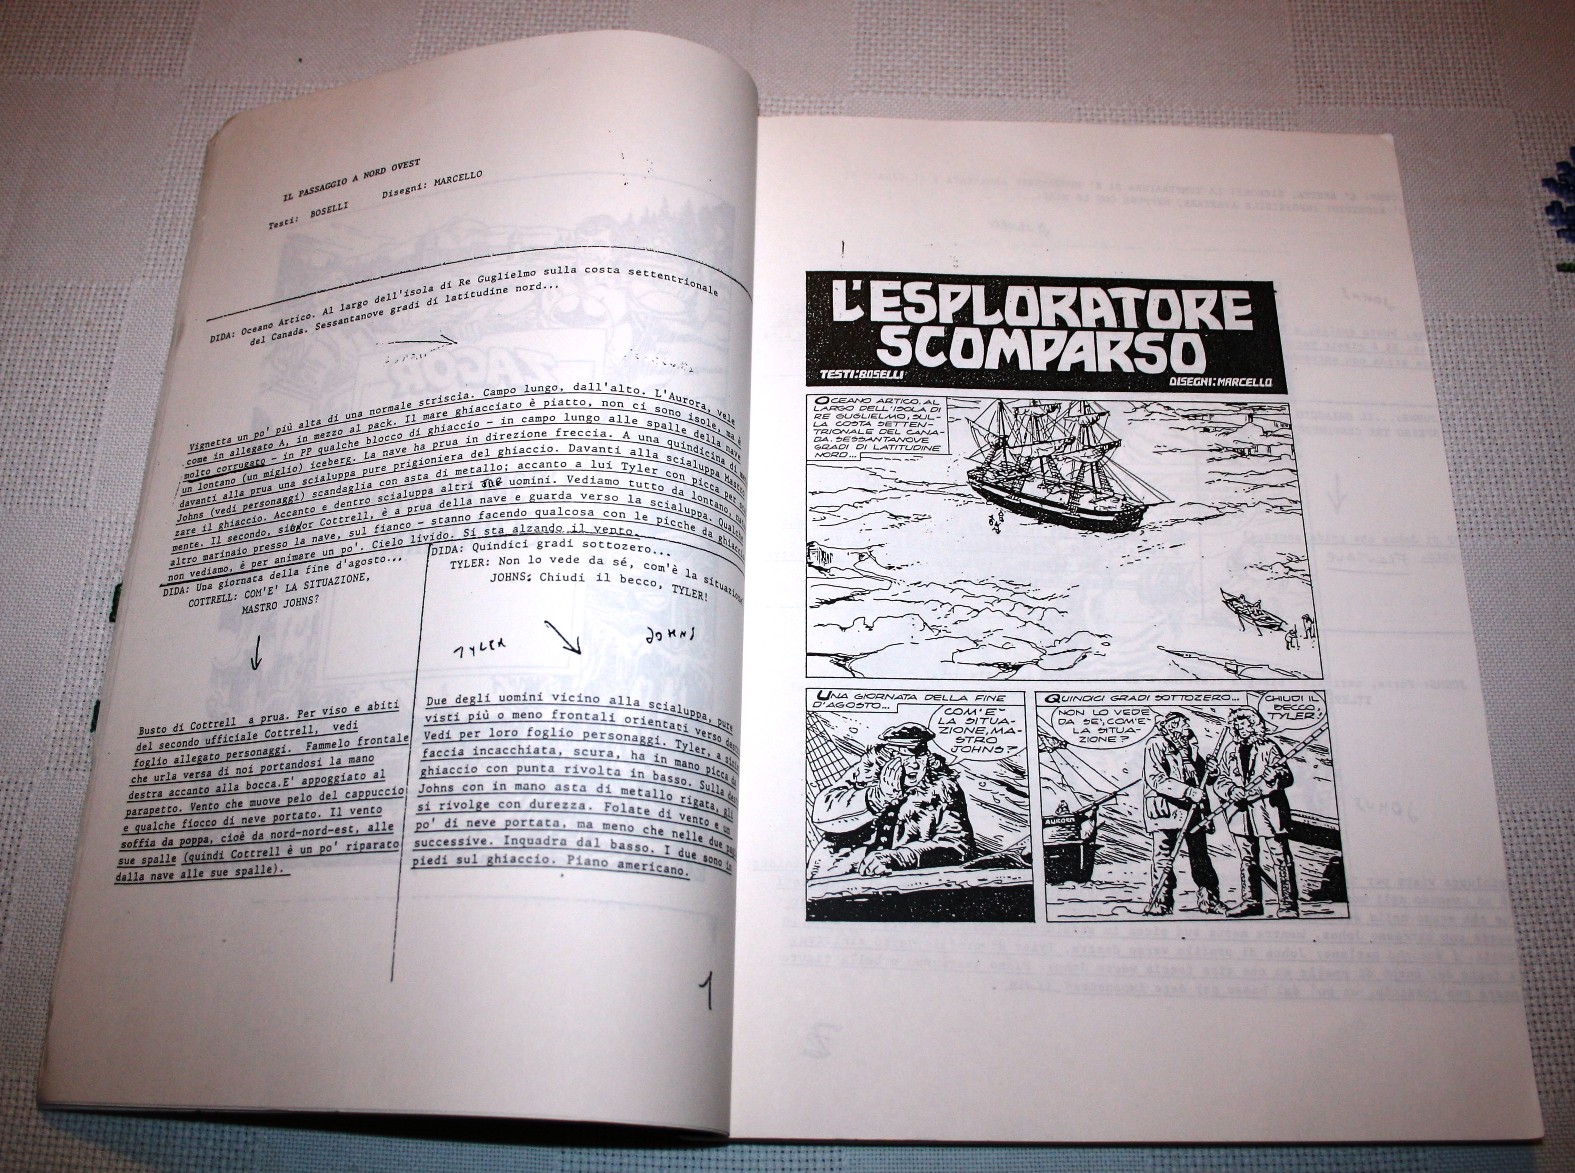 IL PASSAGGIO A NORD OVEST
Testi: BOSELLI Disegni: MARCELLO
DIDA: Oceano Artico. Al largo dell'isola di Re Guglielmo sulla costa settentrionale
del Canada. Sessantanove gradi di latitudine nord...
Vignetta un po' più alta di una normale striscia. Campo lungo, dall'alto. L'Aurora, vele
come in allegato A, in mezzo al pack. Il mare ghiacciato è piatto, non ci sono isole, ma è
molto corrugato - in PP qualche blocco di ghiaccio - in campo lungo alle spalle della nave
un lontano (un miglio) iceberg. La nave ha prua in direzione freccia. A una quindicina di
davanti alla prua una scialuppa pure prigioniera del ghiaccio. Davanti alla scialuppa
Johns (vedi personaggi) scandaglia con asta di metallo; accanto a lui Tyler con picca per
zare il ghiaccio. Accanto e dentro scialuppa altri due uomini. Vediamo tutto da lontano,
mente. Il secondo, signor Cottrell, è a prua della nave e guarda verso la scialuppa. Qualche
altro marinaio presso la nave, sul fianco - stanno facendo qualcosa con le picche da
non vediamo, è per animare un po'. Cielo livido. Si sta alzando il vento.
DIDA: Una giornata della fine d'agosto...
COTTRELL: COM'E' LA SITUAZIONE,
MASTRO JOHNS?
Busto di Cottrell a prua. Per viso e abiti
del secondo ufficiale Cottrell, vedi
foglio allegato personaggi. Fammelo frontale
che urla versa di noi portandosi la mano
destra accanto alla bocca.E' appoggiato al
parapetto. Vento che muove pelo del cappuccio
e qualche fiocco di neve portato. Il vento
soffia da poppa, cioè da nord-nord-est, alle
sue spalle (quindi Cottrell è un po' riparato
dalla nave alle sue spalle).
DIDA: Quindici gradi sottozero...
TYLER: Non lo vede da sé, com'è la situazione?
JOHNS: Chiudi il becco, TYLER!
TYLER JOHNS
Due degli uomini vicino alla scialuppa, pure
visti più o meno frontali orientati verso
Vedi per loro foglio personaggi. Tyler, a
faccia incacchiata, scura, ha in mano picca
ghiaccio con punta rivolta in basso. Sulla
Johns con in mano asta di metallo rigata, gli
si rivolge con durezza. Folate di vento e un
po' di neve portata, ma meno che nelle due
successive. Inquadra dal basso. I due sono in
piedi sul ghiaccio. Piano americano.
1
L'ESPLORATORE
SCOMPARSO
TESTI: BOSELLI
DISEGNI: MARCELLO
OCEANO ARTICO. AL
LARGO DELL'ISOLA DI
RE GUGLIELMO, SUL-
LA COSTA SETTEN-
TRIONALE DEL CANA-
DA. SESSANTANOVE
GRADI DI LATITUDINE
NORD...
UNA GIORNATA DELLA FINE
D'AGOSTO...
COM'E'
LA SITUA-
ZIONE, MA-
STRO
JOHNS?
QUINDICI GRADI SOTTOZERO...
NON LO VEDE
DA SE', COM'E'
LA SITUA-
ZIONE?
CHIUDI IL
BECCO,
TYLER!
AURORA